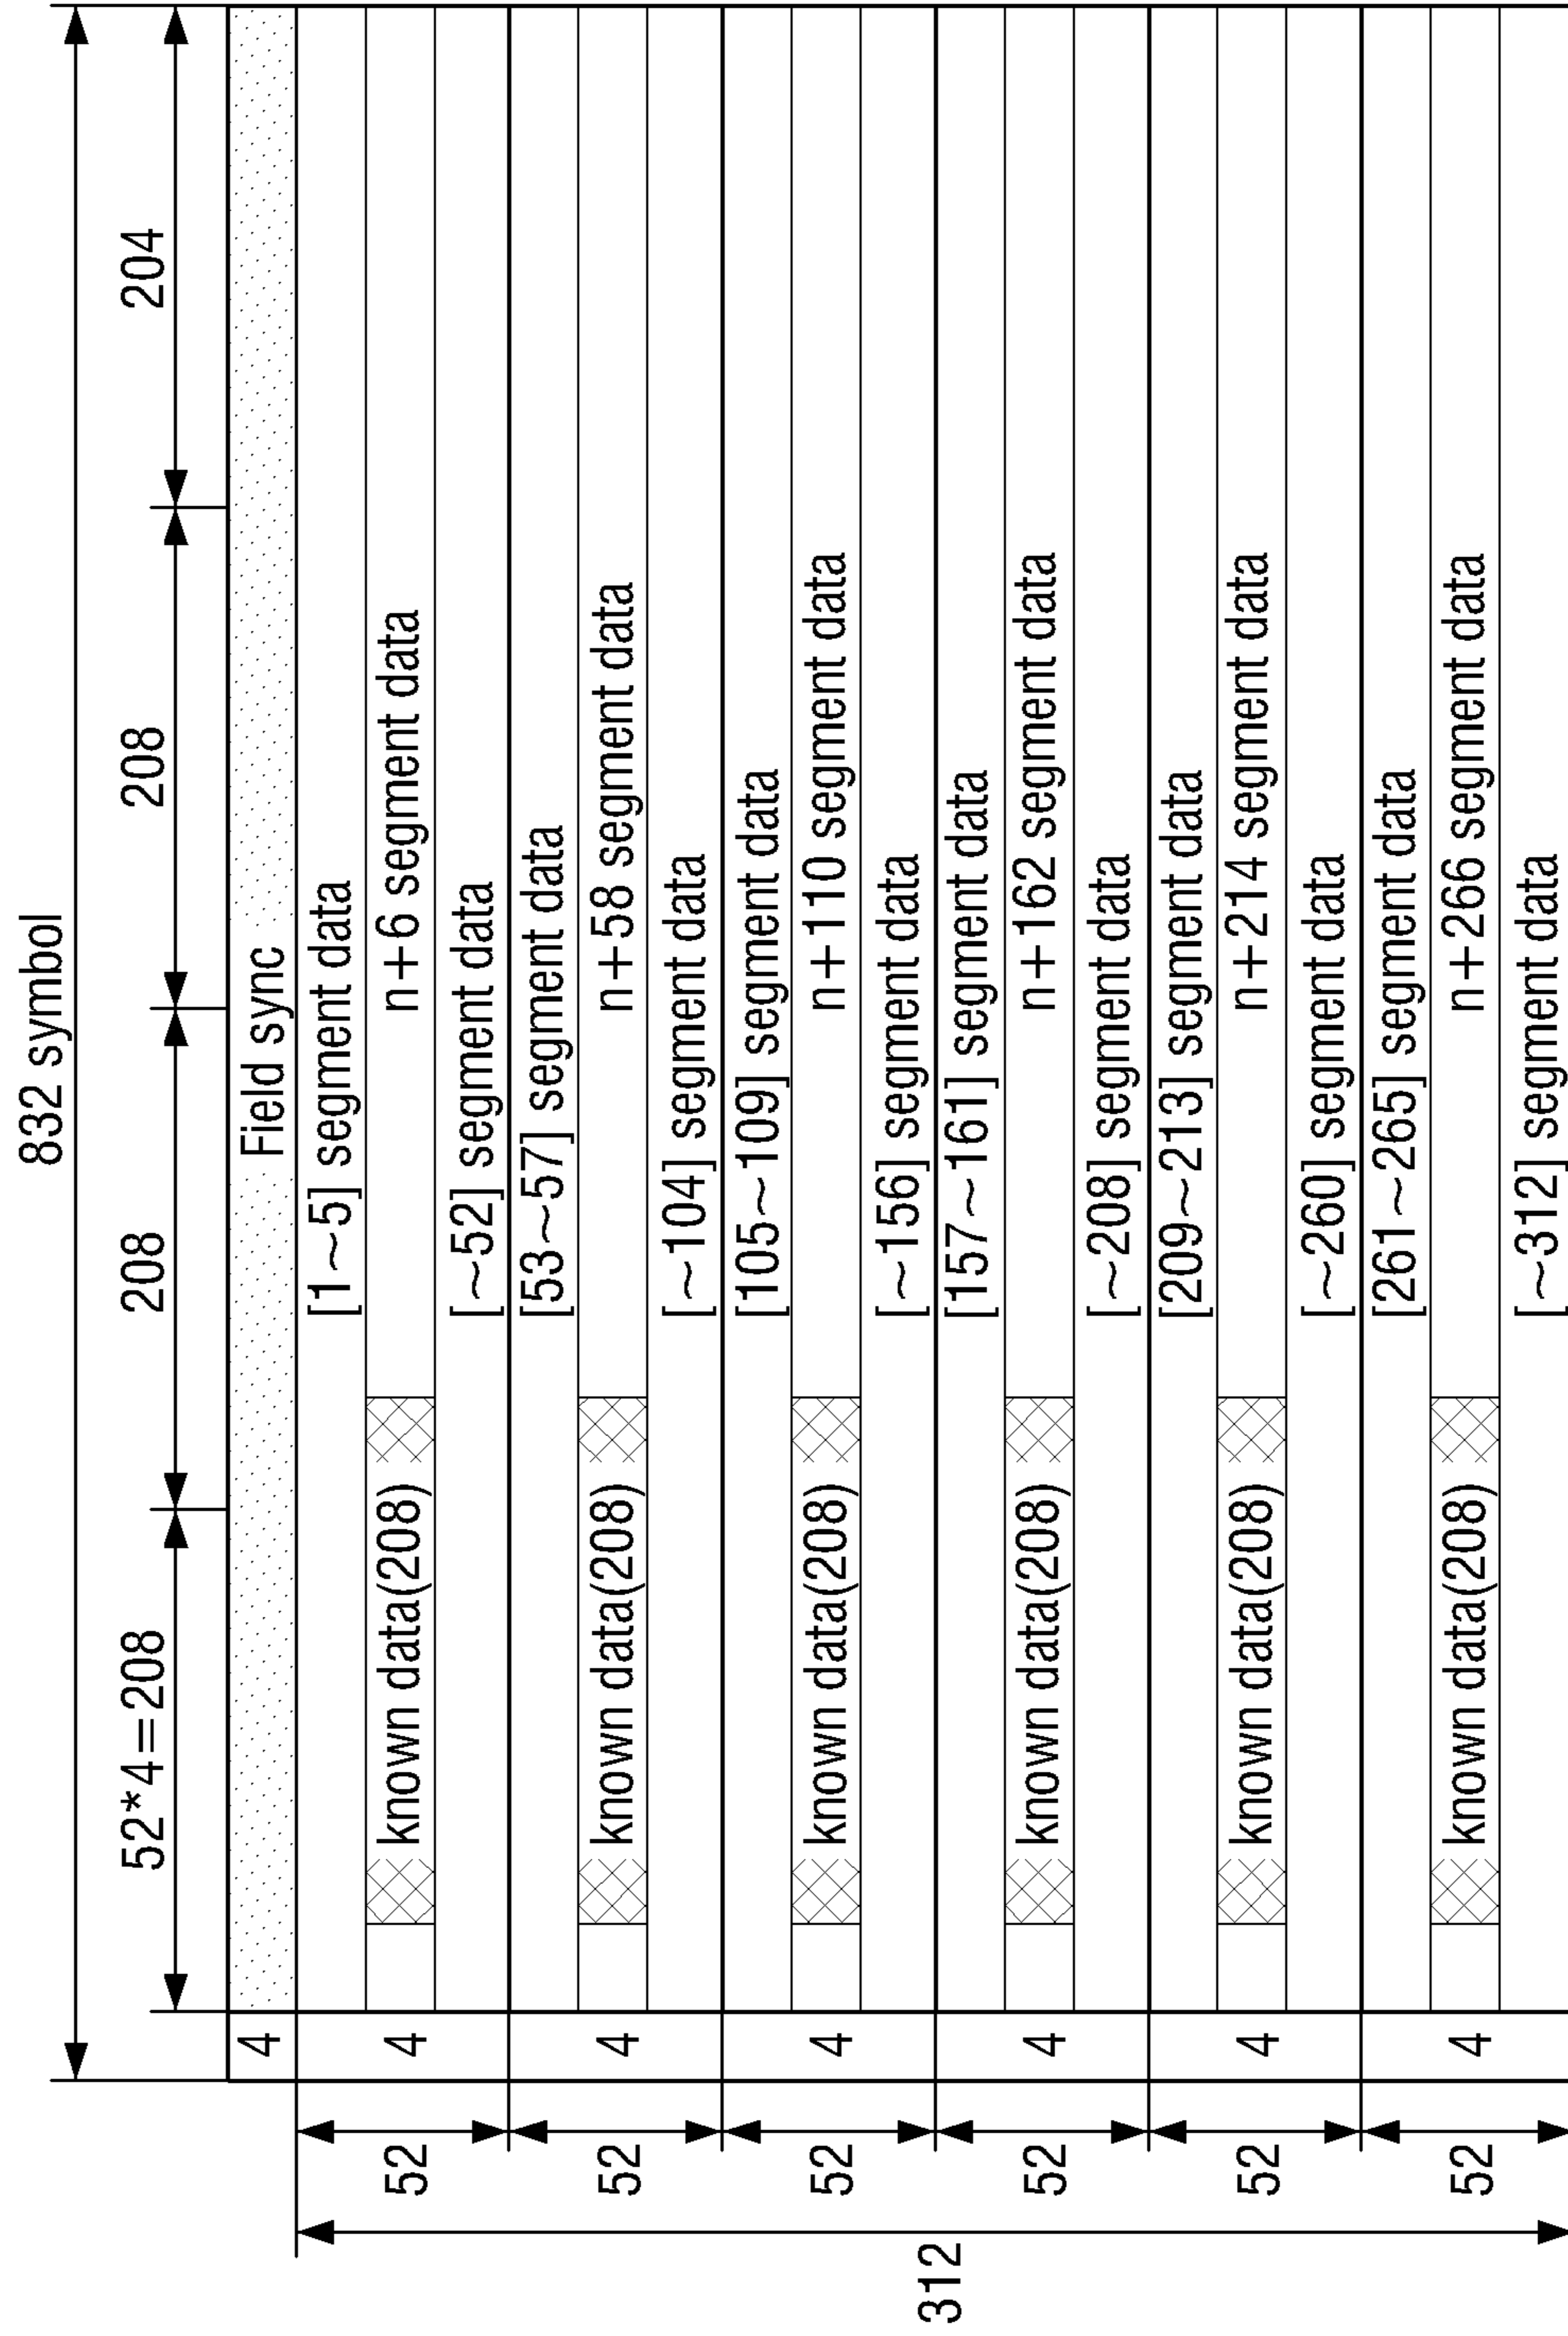 832 symbol
52*4=208
208
208
204
4
Field sync
[1~5] segment data
52
4
known data(208)
n+6 segment data
[~52] segment data
[53~57] segment data
52
4
known data(208)
n+58 segment data
[~104] segment data
[105~109] segment data
52
4
known data(208)
n+110 segment data
[~156] segment data
312
[157~161] segment data
52
4
known data(208)
n+162 segment data
[~208] segment data
[209~213] segment data
52
4
known data(208)
n+214 segment data
[~260] segment data
[261~265] segment data
52
4
known data(208)
n+266 segment data
[~312] segment data